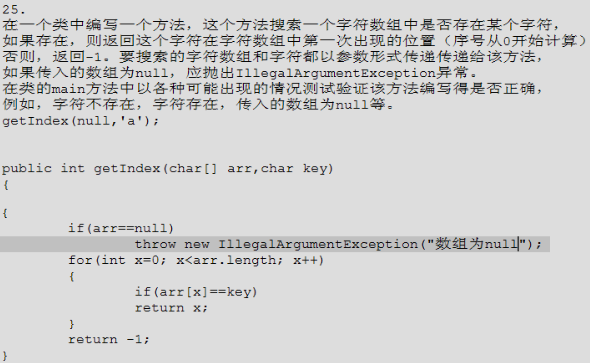 25.
在一个类中编写一个方法，这个方法搜索一个字符数组中是否存在某个字符，
如果存在，则返回这个字符在字符数组中第一次出现的位置（序号从0开始计算）
否则，返回-1。要搜索的字符数组和字符都以参数形式传递传递给该方法，
如果传入的数组为null，应抛出IllegalArgumentException异常。
在类的main方法中以各种可能出现的情况测试验证该方法编写得是否正确，
例如，字符不存在，字符存在，传入的数组为null等。
getIndex(null,'a');
public int getIndex(char[] arr,char key)
{
{
if(arr==null)
throw new IllegalArgumentException("数组为null");
for(int x=0; x<arr.length; x++)
{
if(arr[x]==key)
return x;
}
return -1;
}